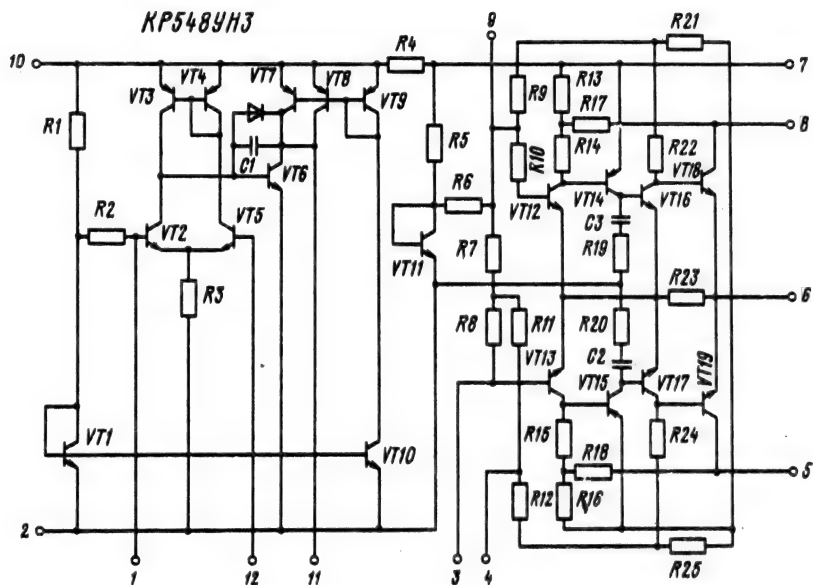 КР548УН3
R4
9
R21
10
VT3
VT4
VT7
VT8
VT9
R9
R13
7
R17
8
R1
R5
R10
R14
R22
C1
VT6
R6
VT12
VT14
VT18
VT16
R2
VT2
VT5
VT11
R7
C3
R19
R3
R23
6
R8
R11
R20
VT13
C2
VT15
VT17
VT19
R15
R24
VT1
VT10
R18
5
R12
R16
2
R25
1
12
11
3
4